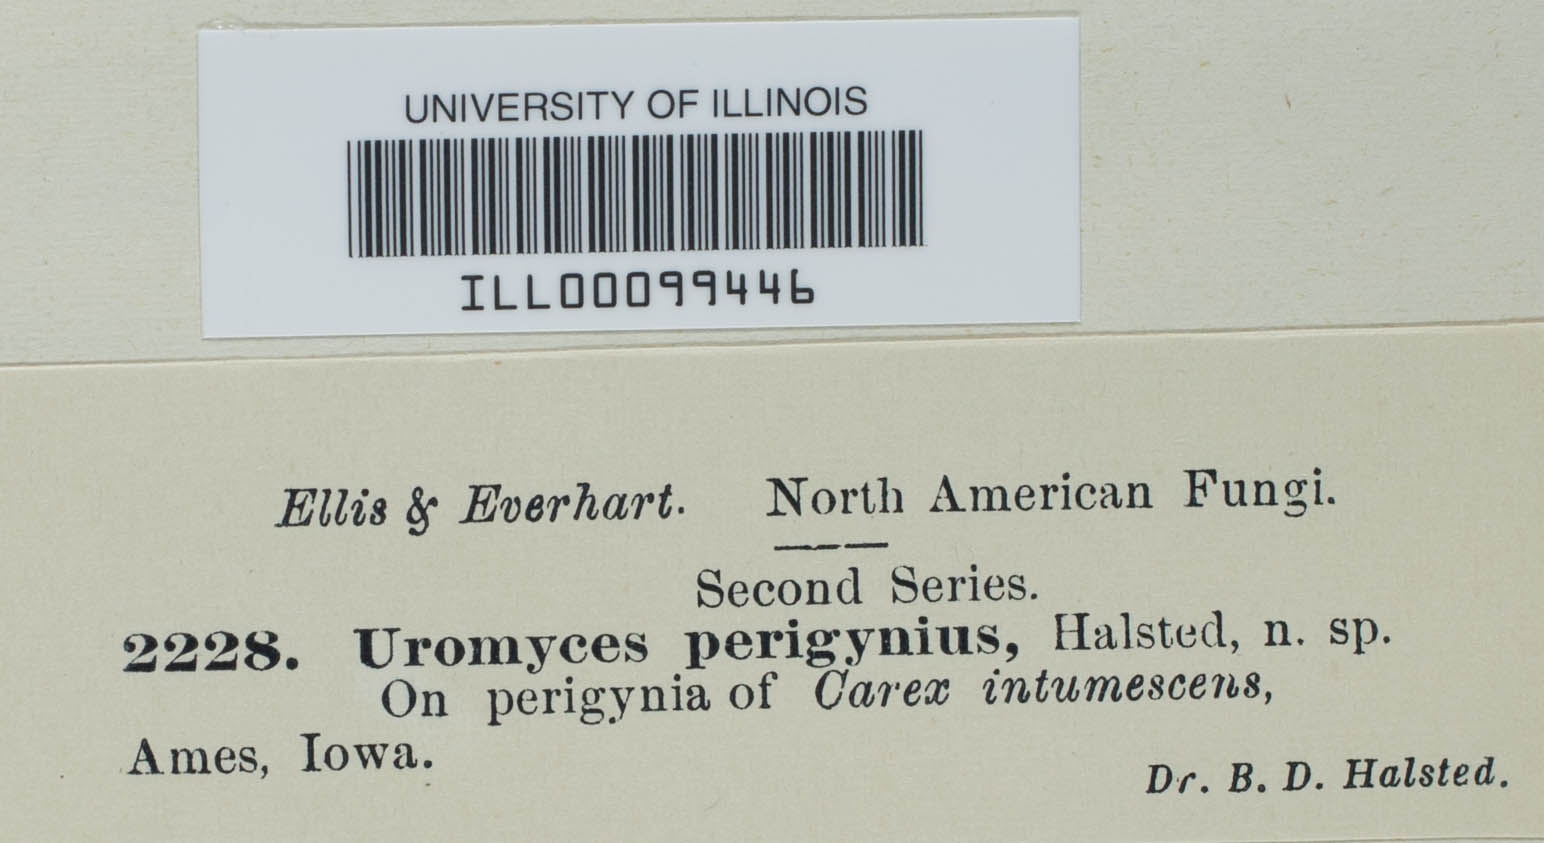 UNIVERSITY OF ILLINOIS
ILL00099446
Ellis & Everhart. North American Fungi.
Second Series.
2228. Uromyces perigynius, Halsted, n. sp.
On perigynia of Carex intumescens,
Ames, Iowa.
Dr. B. D. Halsted.